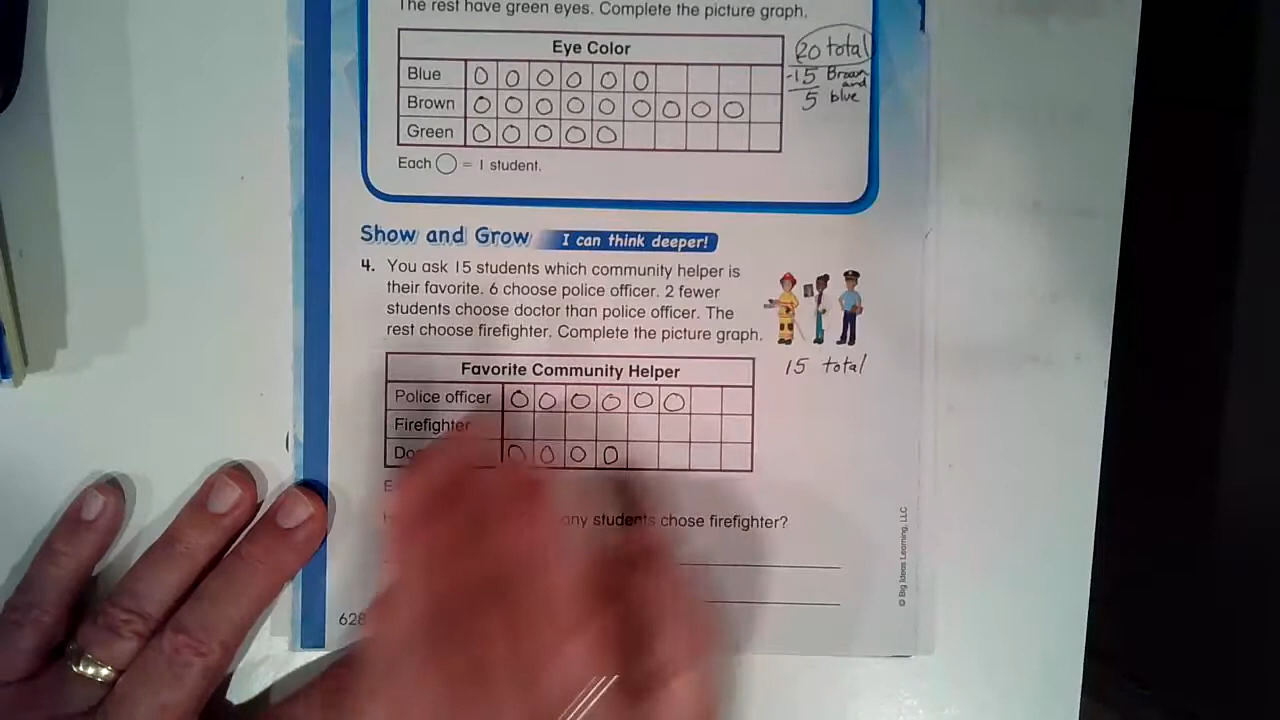 The rest have green eyes. Complete the picture graph.
Eye Color
Blue
Brown
Green
20 total
-15 Brown and
5 blue
Each ◯ = 1 student.
Show and Grow I can think deeper!
4. You ask 15 students which community helper is
their favorite. 6 choose police officer. 2 fewer
students choose doctor than police officer. The
rest choose firefighter. Complete the picture graph.
15 total
Favorite Community Helper
Police officer
Firefighter
students chose firefighter?
628
© Big Ideas Learning, LLC